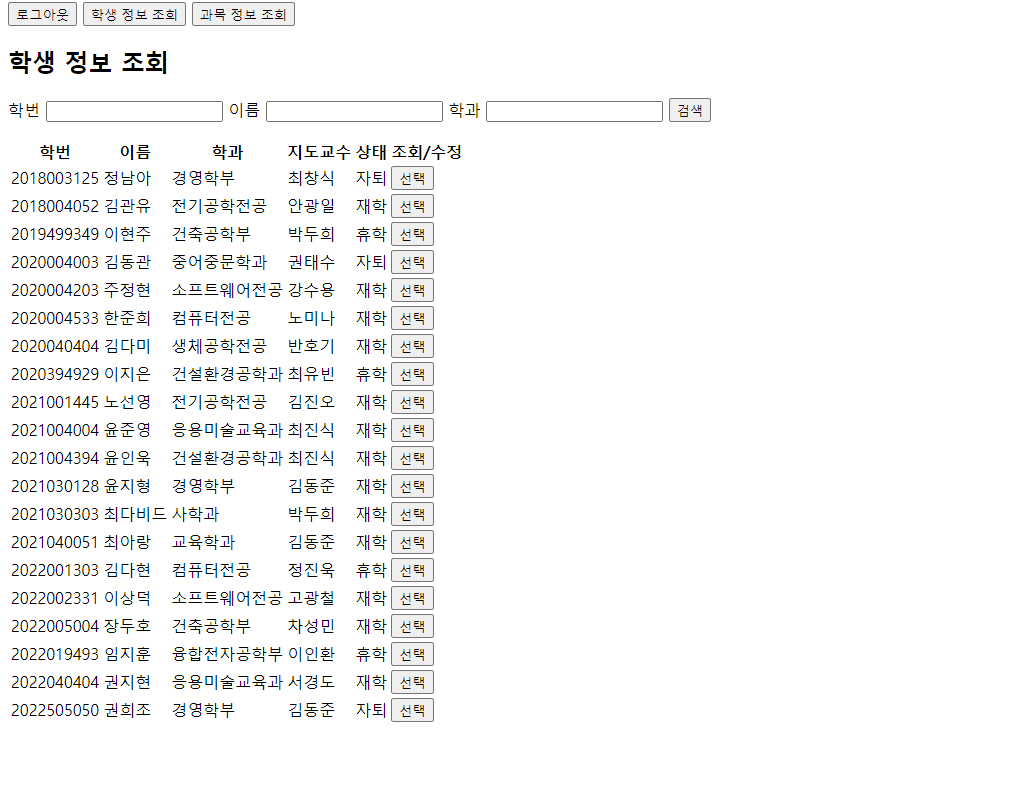 로그아웃 학생 정보 조회 과목 정보 조회
학생 정보 조회
학번 이름 학과 검색
학번 이름 학과 지도교수 상태 조회/수정
2018003125 정남아 경영학부 최창식 자퇴 선택
2018004052 김관유 전기공학전공 안광일 재학 선택
2019499349 이현주 건축공학부 박두희 휴학 선택
2020004003 김동관 중어중문학과 권태수 자퇴 선택
2020004203 주정현 소프트웨어전공 강수용 재학 선택
2020004533 한준희 컴퓨터전공 노미나 재학 선택
2020040404 김다미 생체공학전공 반호기 재학 선택
2020394929 이지은 건설환경공학과 최유빈 휴학 선택
2021001445 노선영 전기공학전공 김진오 재학 선택
2021004004 윤준영 응용미술교육과 최진식 재학 선택
2021004394 윤인욱 건설환경공학과 최진식 재학 선택
2021030128 윤지형 경영학부 김동준 재학 선택
2021030303 최다비드 사학과 박두희 재학 선택
2021040051 최아랑 교육학과 김동준 재학 선택
2022001303 김다현 컴퓨터전공 정진욱 휴학 선택
2022002331 이상덕 소프트웨어전공 고광철 재학 선택
2022005004 장두호 건축공학부 차성민 재학 선택
2022019493 임지훈 융합전자공학부 이인환 휴학 선택
2022040404 권지현 응용미술교육과 서경도 재학 선택
2022505050 권희조 경영학부 김동준 자퇴 선택